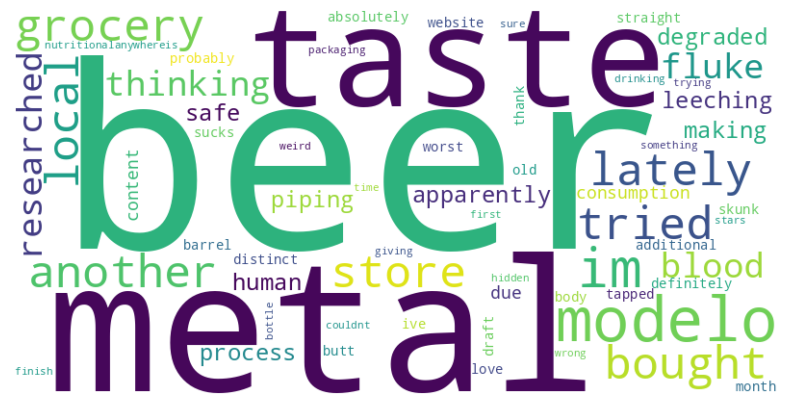 grocery
taste
absolutely
website
sure
straight
nutritionalanywhereis
packaging
degraded
probably
fluke
thinking
beer
drinking
trying
researched
local
safe
thank
leeching
sucks
making
content
weird
worst
something
old
lately
piping
time
apparently
consumption
first
tried
skunk
stars
barrel
distinct
giving
additional
another
human
store
hidden
im
blood
definitely
metal
due
body
tapped
bottle
couldnt
ive
draft
modelo
process
butt
wrong
bought
finish
love
month